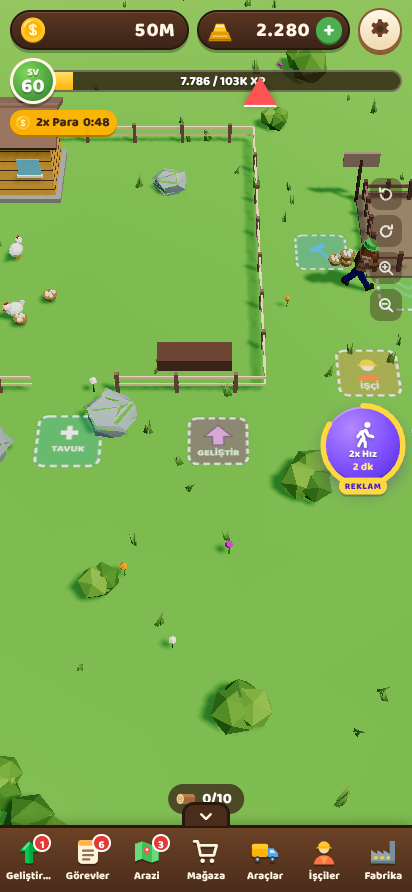 50M
2.280
SV
60
7.786 / 103K XP
2x Para 0:48
İŞÇİ
TAVUK
GELİŞTİR
2x Hız
2 dk
REKLAM
0/10
1
6
3
Geliştir...
Görevler
Arazi
Mağaza
Araçlar
İşçiler
Fabrika